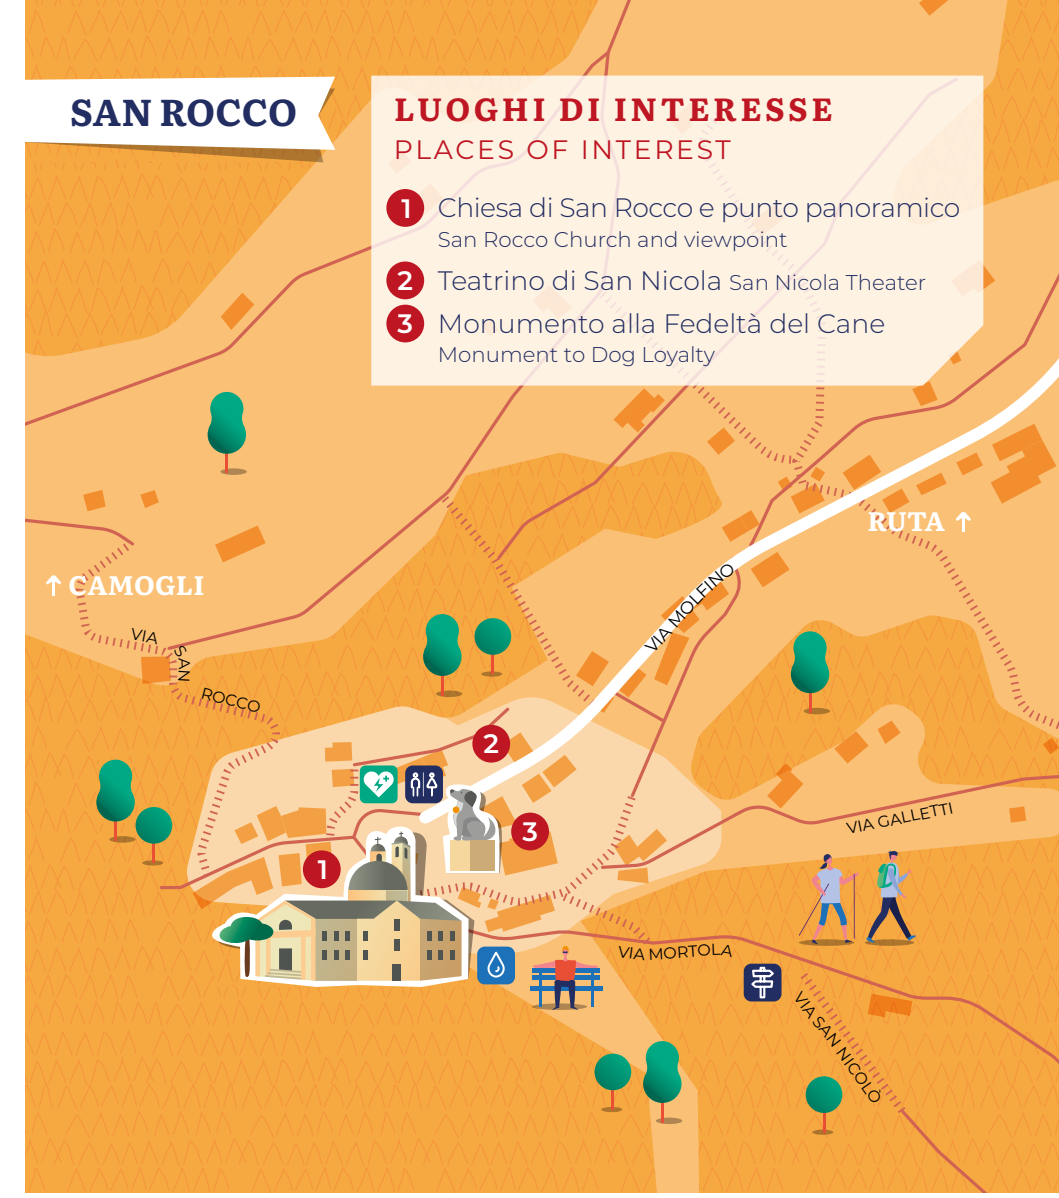 SAN ROCCO
LUOGHI DI INTERESSE
PLACES OF INTEREST
1 Chiesa di San Rocco e punto panoramico
San Rocco Church and viewpoint
2 Teatrino di San Nicola San Nicola Theater
3 Monumento alla Fedeltà del Cane
Monument to Dog Loyalty
RUTA ↑
↑ CAMOGLI
VIA MOLFINO
VIA SAN ROCCO
2
3
1
VIA GALLETTI
VIA MORTOLA
VIA SAN NICOLÒ